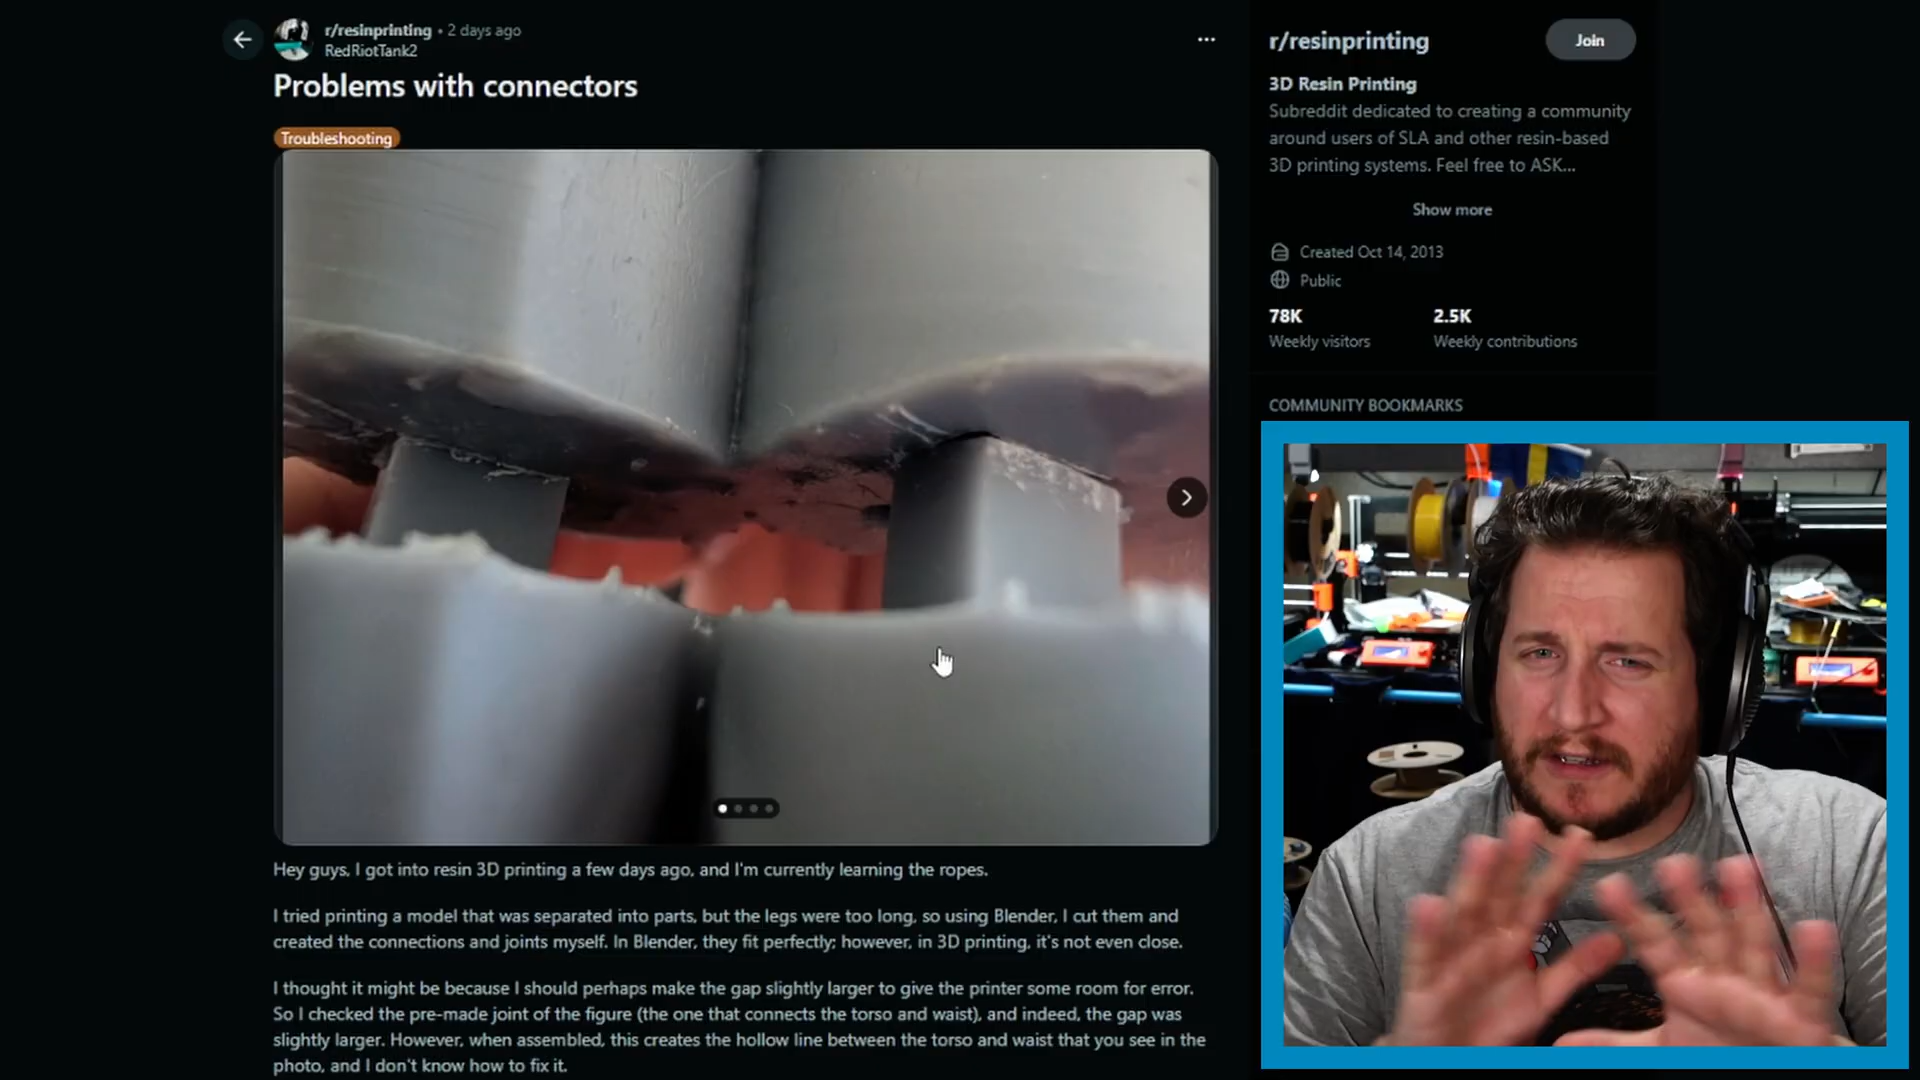 r/resinprinting • 2 days ago
RedRiotTank2
Problems with connectors
Troubleshooting
Hey guys, I got into resin 3D printing a few days ago, and I'm currently learning the ropes.
I tried printing a model that was separated into parts, but the legs were too long, so using Blender, I cut them and
created the connections and joints myself. In Blender, they fit perfectly; however, in 3D printing, it's not even close.
I thought it might be because I should perhaps make the gap slightly larger to give the printer some room for error.
So I checked the pre-made joint of the figure (the one that connects the torso and waist), and indeed, the gap was
slightly larger. However, when assembled, this creates the hollow line between the torso and waist that you see in the
photo, and I don't know how to fix it.
r/resinprinting
Join
3D Resin Printing
Subreddit dedicated to creating a community
around users of SLA and other resin-based
3D printing systems. Feel free to ASK...
Show more
Created Oct 14, 2013
Public
78K 2.5K
Weekly visitors Weekly contributions
COMMUNITY BOOKMARKS